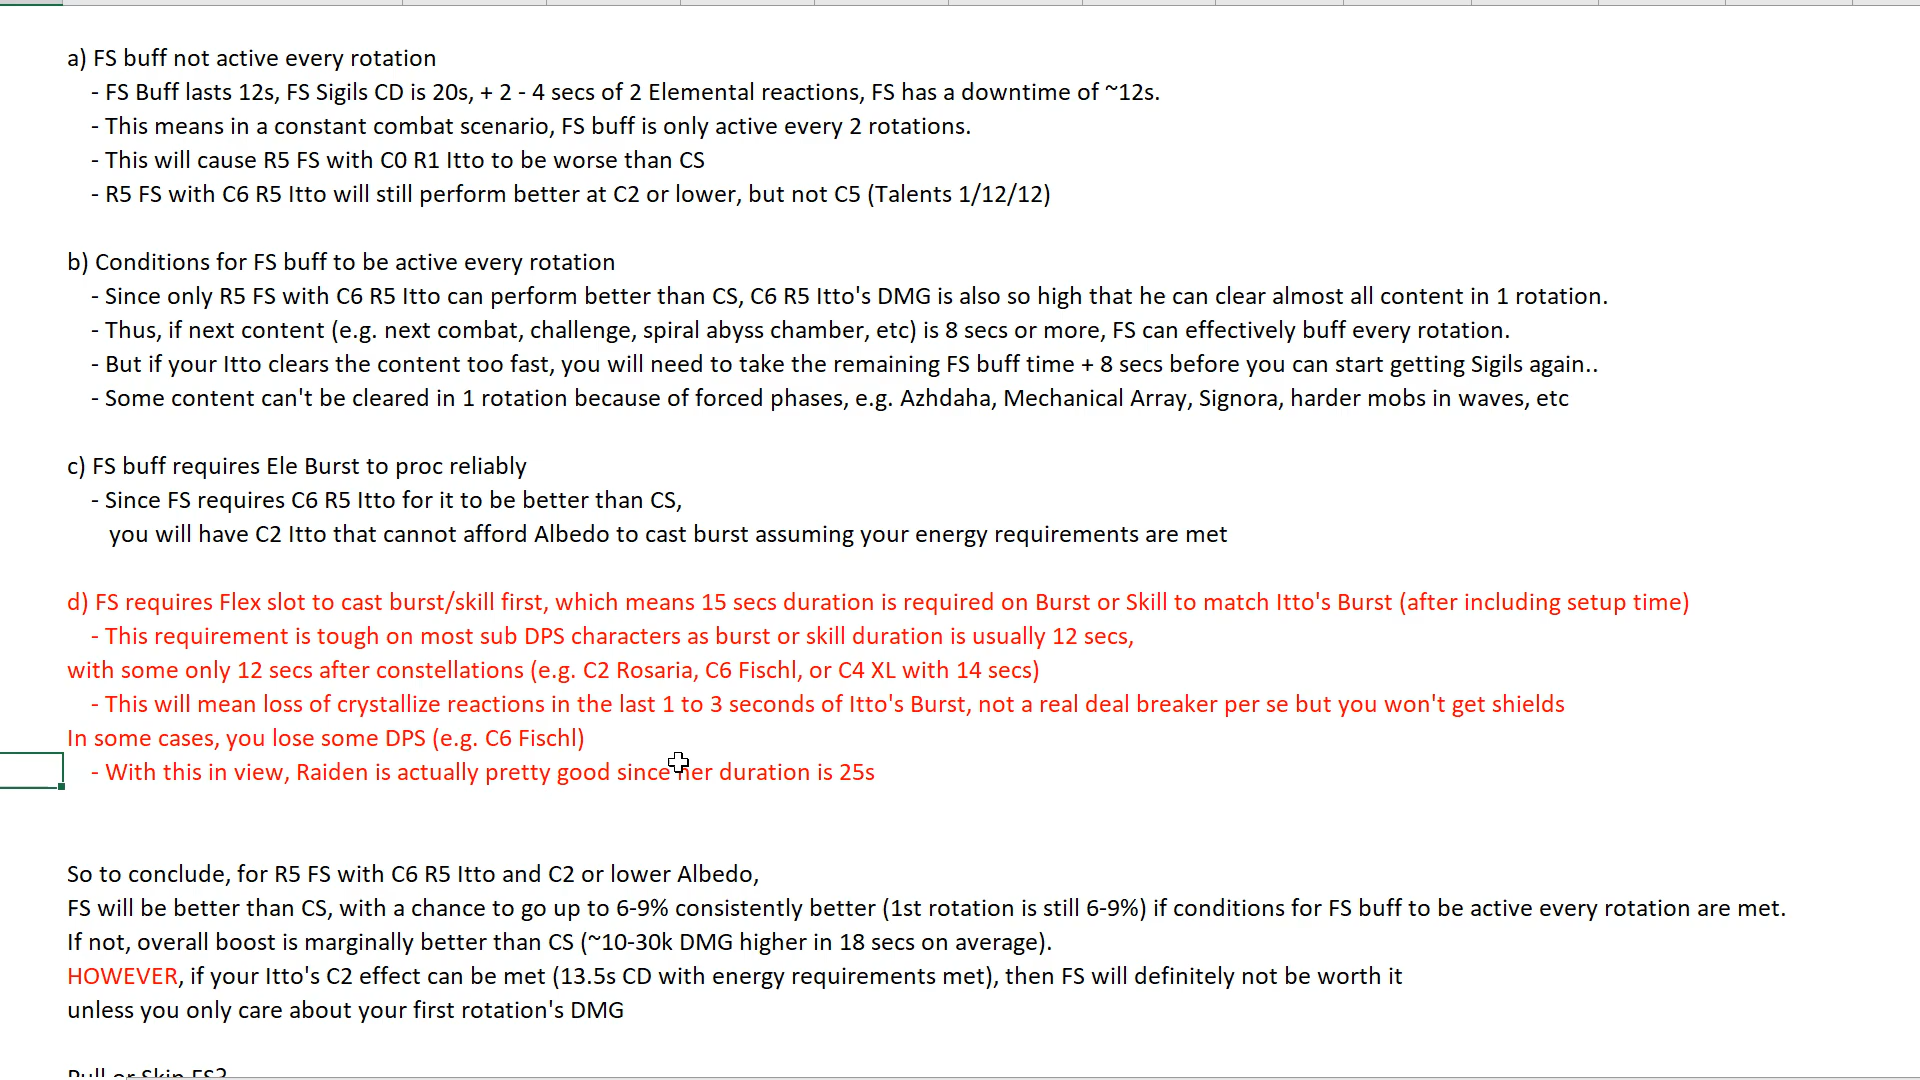 a) FS buff not active every rotation
- FS Buff lasts 12s, FS Sigils CD is 20s, + 2 - 4 secs of 2 Elemental reactions, FS has a downtime of ~12s.
- This means in a constant combat scenario, FS buff is only active every 2 rotations.
- This will cause R5 FS with C0 R1 Itto to be worse than CS
- R5 FS with C6 R5 Itto will still perform better at C2 or lower, but not C5 (Talents 1/12/12)
b) Conditions for FS buff to be active every rotation
- Since only R5 FS with C6 R5 Itto can perform better than CS, C6 R5 Itto's DMG is also so high that he can clear almost all content in 1 rotation.
- Thus, if next content (e.g. next combat, challenge, spiral abyss chamber, etc) is 8 secs or more, FS can effectively buff every rotation.
- But if your Itto clears the content too fast, you will need to take the remaining FS buff time + 8 secs before you can start getting Sigils again..
- Some content can't be cleared in 1 rotation because of forced phases, e.g. Azhdaha, Mechanical Array, Signora, harder mobs in waves, etc
c) FS buff requires Ele Burst to proc reliably
- Since FS requires C6 R5 Itto for it to be better than CS,
you will have C2 Itto that cannot afford Albedo to cast burst assuming your energy requirements are met
d) FS requires Flex slot to cast burst/skill first, which means 15 secs duration is required on Burst or Skill to match Itto's Burst (after including setup time)
- This requirement is tough on most sub DPS characters as burst or skill duration is usually 12 secs,
with some only 12 secs after constellations (e.g. C2 Rosaria, C6 Fischl, or C4 XL with 14 secs)
- This will mean loss of crystallize reactions in the last 1 to 3 seconds of Itto's Burst, not a real deal breaker per se but you won't get shields
In some cases, you lose some DPS (e.g. C6 Fischl)
- With this in view, Raiden is actually pretty good since her duration is 25s
So to conclude, for R5 FS with C6 R5 Itto and C2 or lower Albedo,
FS will be better than CS, with a chance to go up to 6-9% consistently better (1st rotation is still 6-9%) if conditions for FS buff to be active every rotation are met.
If not, overall boost is marginally better than CS (~10-30k DMG higher in 18 secs on average).
HOWEVER, if your Itto's C2 effect can be met (13.5s CD with energy requirements met), then FS will definitely not be worth it
unless you only care about your first rotation's DMG
Pull or Skip FS?